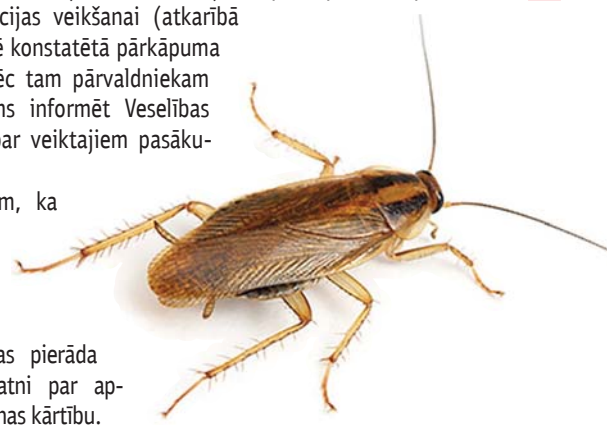 cijas veikšanai (atkarībā
ē konstatētā pārkāpuma
ēc tam pārvaldniekam
ns informēt Veselības
par veiktajiem pasāku-
m, ka
as pierāda
atni par ap-
nas kārtību.